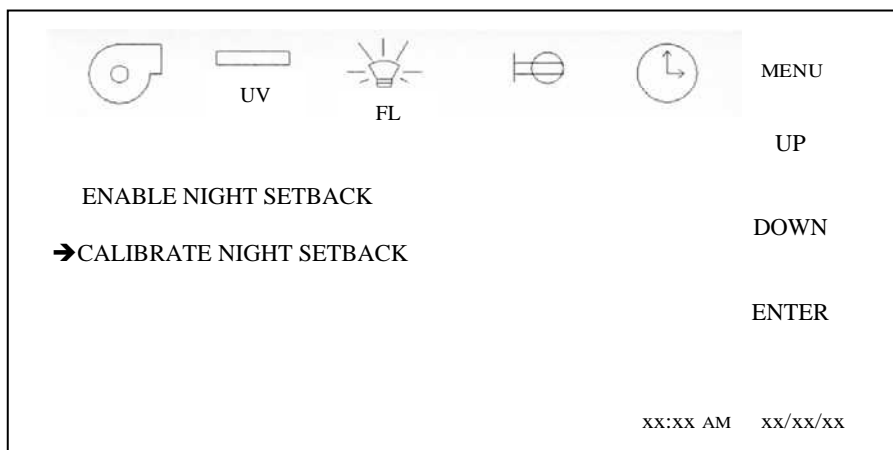 MENU
UV
FL
UP
ENABLE NIGHT SETBACK
DOWN
➔CALIBRATE NIGHT SETBACK
ENTER
xx:xx AM xx/xx/xx